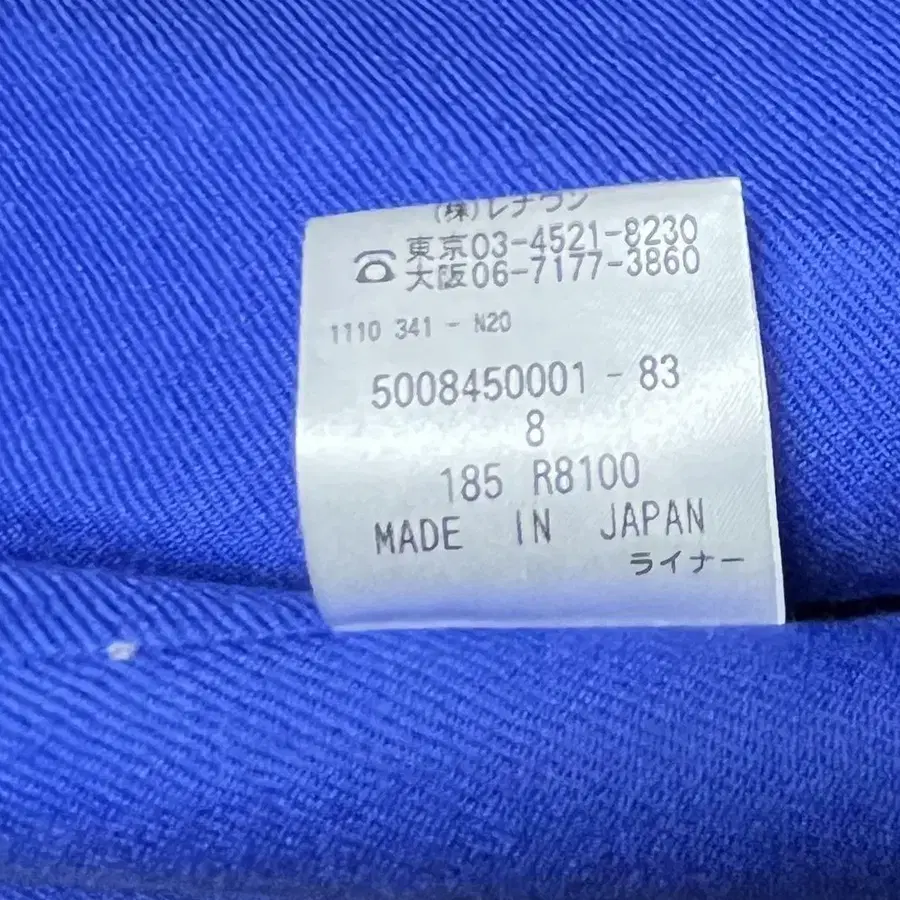 (株)レナウン
☎ 東京03-4521-8230
大阪06-7177-3860
1110 341 - N20
5008450001 - 83
8
185 R8100
MADE IN JAPAN
ライナー